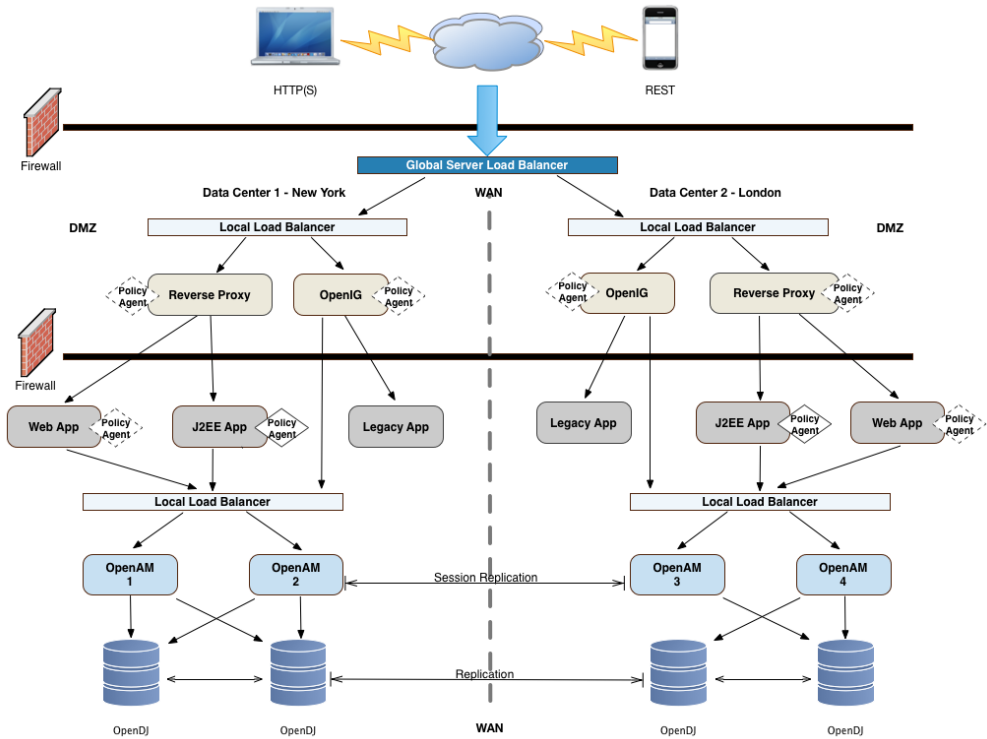 HTTP(S)
REST
Firewall
Global Server Load Balancer
Data Center 1 - New York
WAN
Data Center 2 - London
DMZ
Local Load Balancer
Local Load Balancer
DMZ
Policy
Agent
Reverse Proxy
OpenIG
Policy
Agent
Policy
Agent
OpenIG
Reverse Proxy
Policy
Agent
Firewall
Web App
Policy
Agent
J2EE App
Policy
Agent
Legacy App
Legacy App
J2EE App
Policy
Agent
Web App
Policy
Agent
Local Load Balancer
Local Load Balancer
OpenAM
1
OpenAM
2
Session Replication
OpenAM
3
OpenAM
4
Replication
OpenDJ
OpenDJ
WAN
OpenDJ
OpenDJ